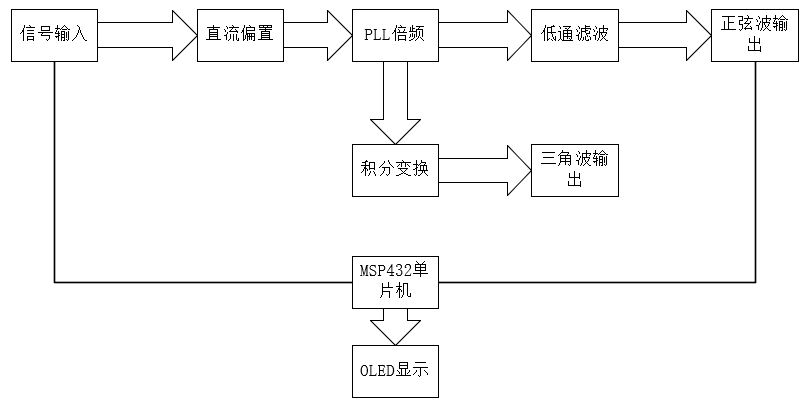 信号输入
直流偏置
PLL倍频
低通滤波
正弦波输
出
积分变换
三角波输
出
MSP432单
片机
OLED显示